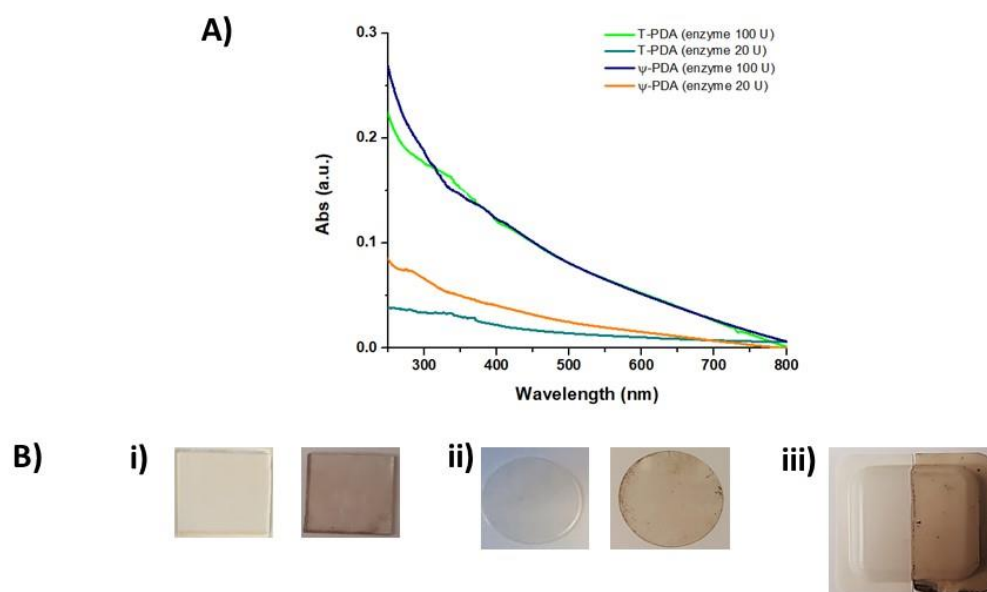 A)
T-PDA (enzyme 100 U)
T-PDA (enzyme 20 U)
ψ-PDA (enzyme 100 U)
ψ-PDA (enzyme 20 U)
0.3
0.2
0.1
0.0
Abs (a.u.)
300 400 500 600 700 800
Wavelength (nm)
B) i) ii) iii)